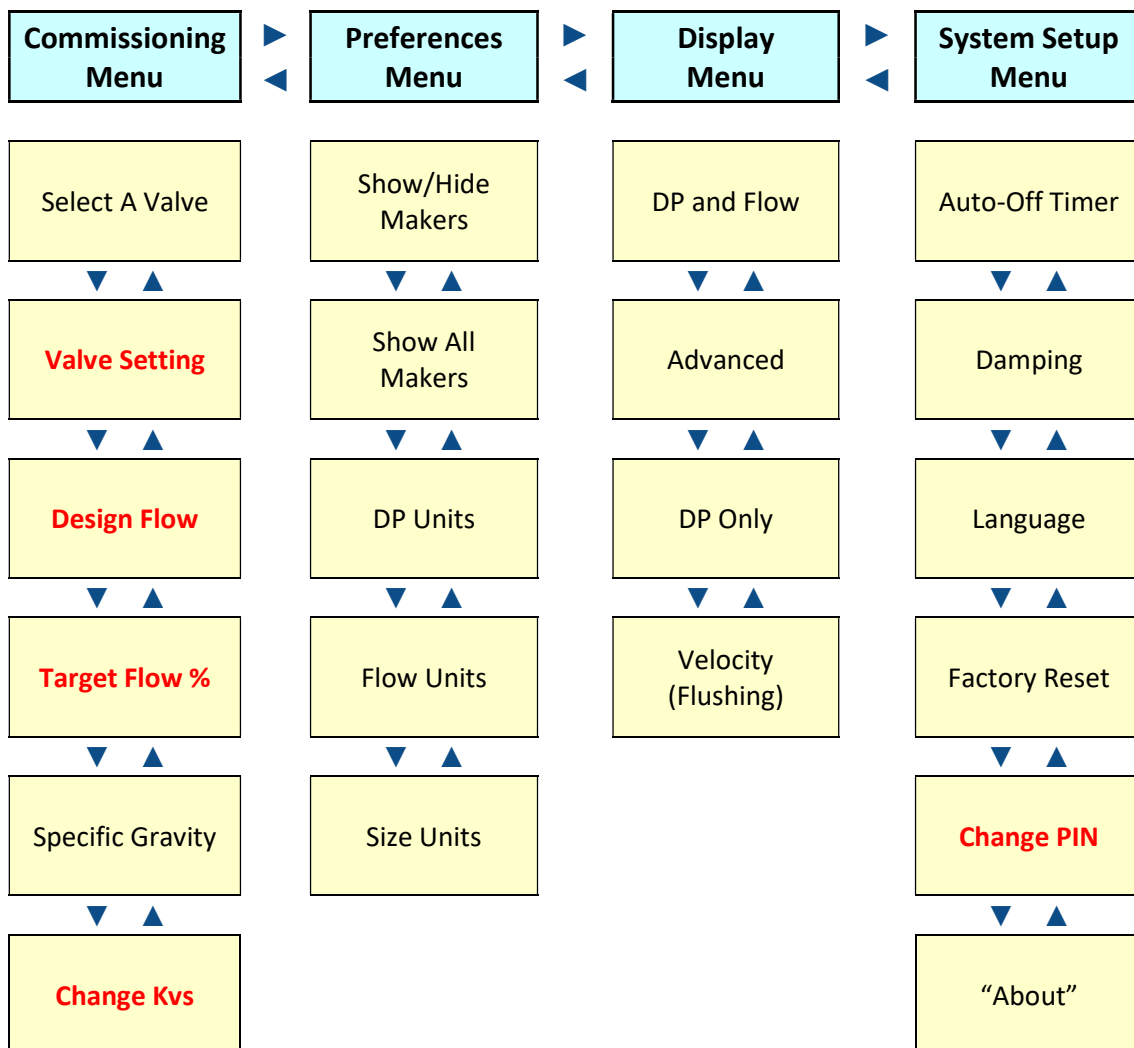 Commissioning
Menu
Preferences
Menu
Display
Menu
System Setup
Menu
Select A Valve
Show/Hide
Makers
DP and Flow
Auto-Off Timer
Valve Setting
Show All
Makers
Advanced
Damping
Design Flow
DP Units
DP Only
Language
Target Flow %
Flow Units
Velocity
(Flushing)
Factory Reset
Specific Gravity
Size Units
Change PIN
Change Kvs
“About”